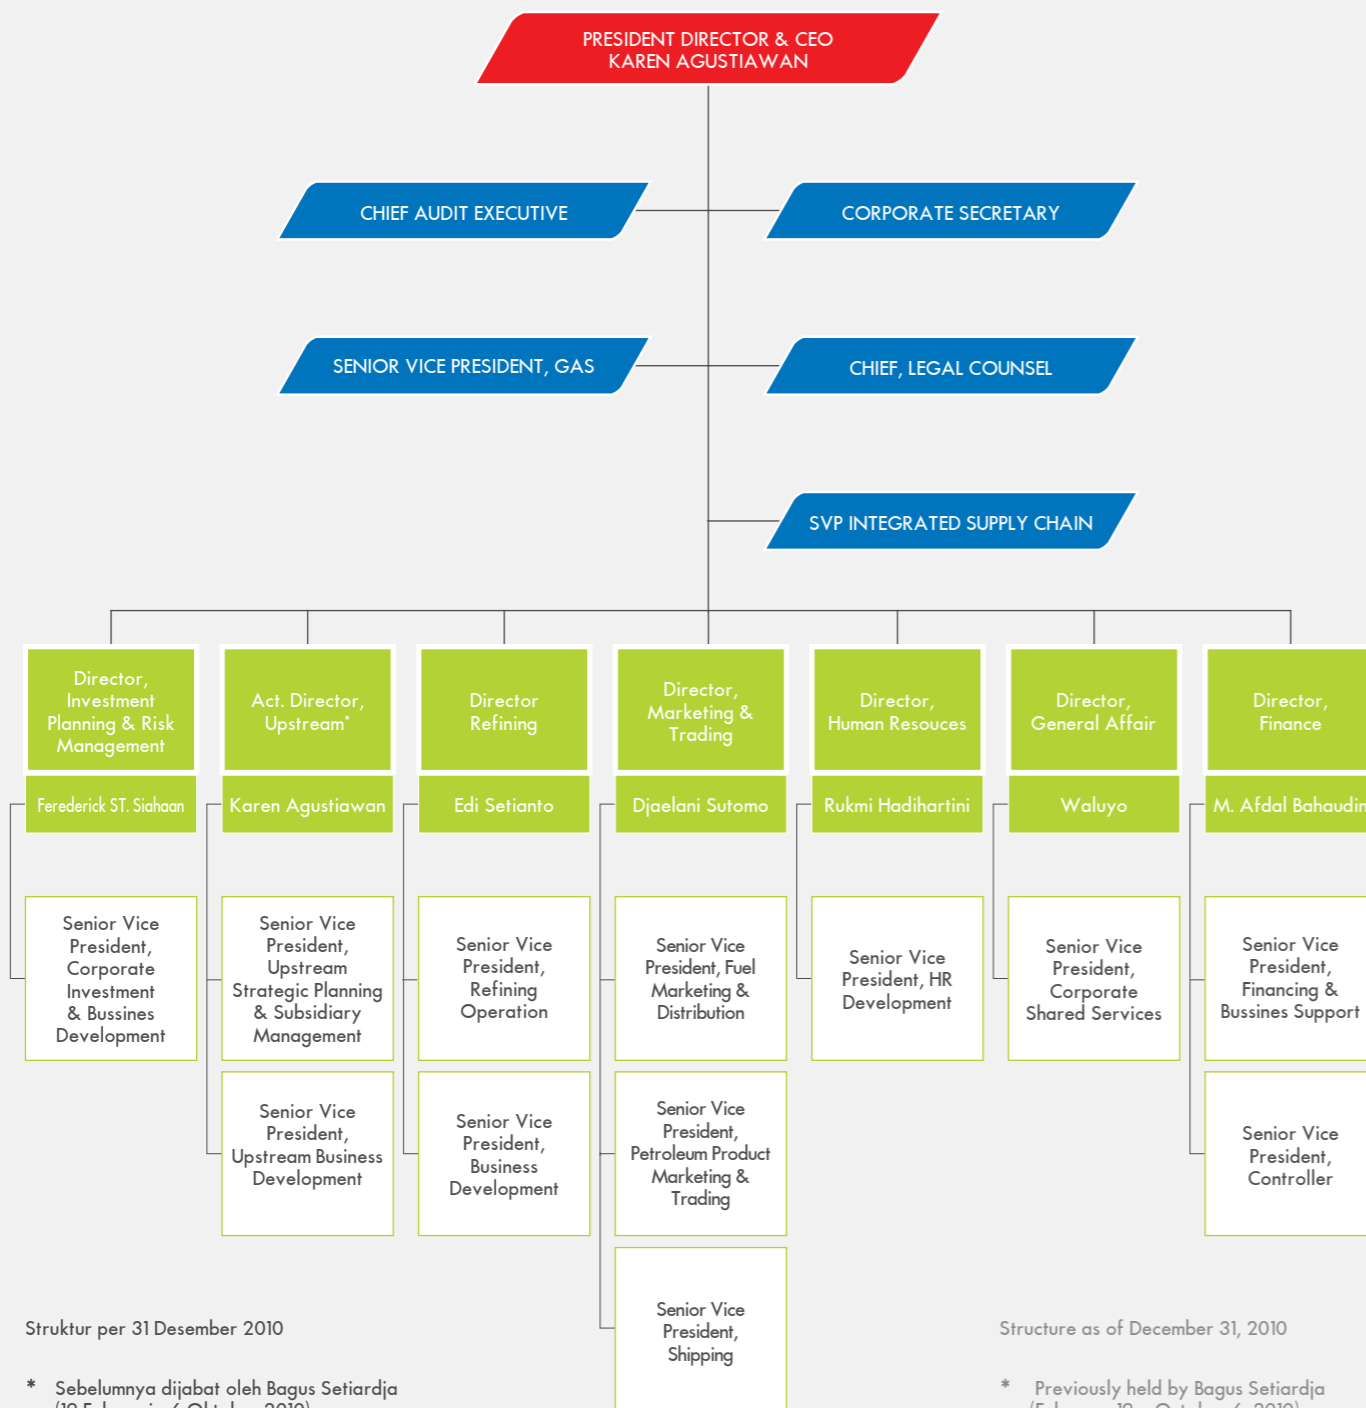 PRESIDENT DIRECTOR & CEO
KAREN AGUSTIAWAN
CHIEF AUDIT EXECUTIVE
CORPORATE SECRETARY
SENIOR VICE PRESIDENT, GAS
CHIEF, LEGAL COUNSEL
SVP INTEGRATED SUPPLY CHAIN
Director,
Investment
Planning & Risk
Management
Act. Director,
Upstream*
Director
Refining
Director,
Marketing &
Trading
Director,
Human Resouces
Director,
General Affair
Director,
Finance
Ferederick ST. Siahaan
Karen Agustiawan
Edi Setianto
Djaelani Sutomo
Rukmi Hadihartini
Waluyo
M. Afdal Bahaudin
Senior Vice
President,
Corporate
Investment
& Bussines
Development
Senior Vice
President,
Upstream
Strategic Planning
& Subsidiary
Management
Senior Vice
President,
Refining
Operation
Senior Vice
President, Fuel
Marketing &
Distribution
Senior Vice
President, HR
Development
Senior Vice
President,
Corporate
Shared Services
Senior Vice
President,
Financing &
Bussines Support
Senior Vice
President,
Upstream Business
Development
Senior Vice
President,
Business
Development
Senior Vice
President,
Petroleum Product
Marketing &
Trading
Senior Vice
President,
Controller
Senior Vice
President,
Shipping
Struktur per 31 Desember 2010
Structure as of December 31, 2010
* Sebelumnya dijabat oleh Bagus Setiardja
* Previously held by Bagus Setiardja